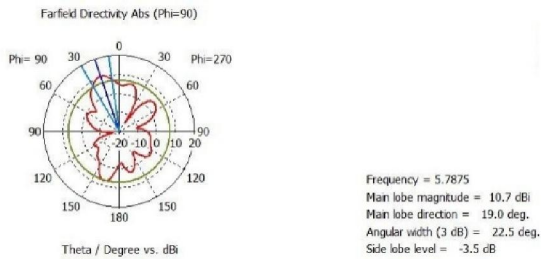 Farfield Directivity Abs (Phi=90)
0
Phi= 90 30 30 Phi=270
60 60
90 -20 -10 0 10 20 90
120 120
150 150
180
Theta / Degree vs. dBi
Frequency = 5.7875
Main lobe magnitude = 10.7 dBi
Main lobe direction = 19.0 deg.
Angular width (3 dB) = 22.5 deg.
Side lobe level = -3.5 dB